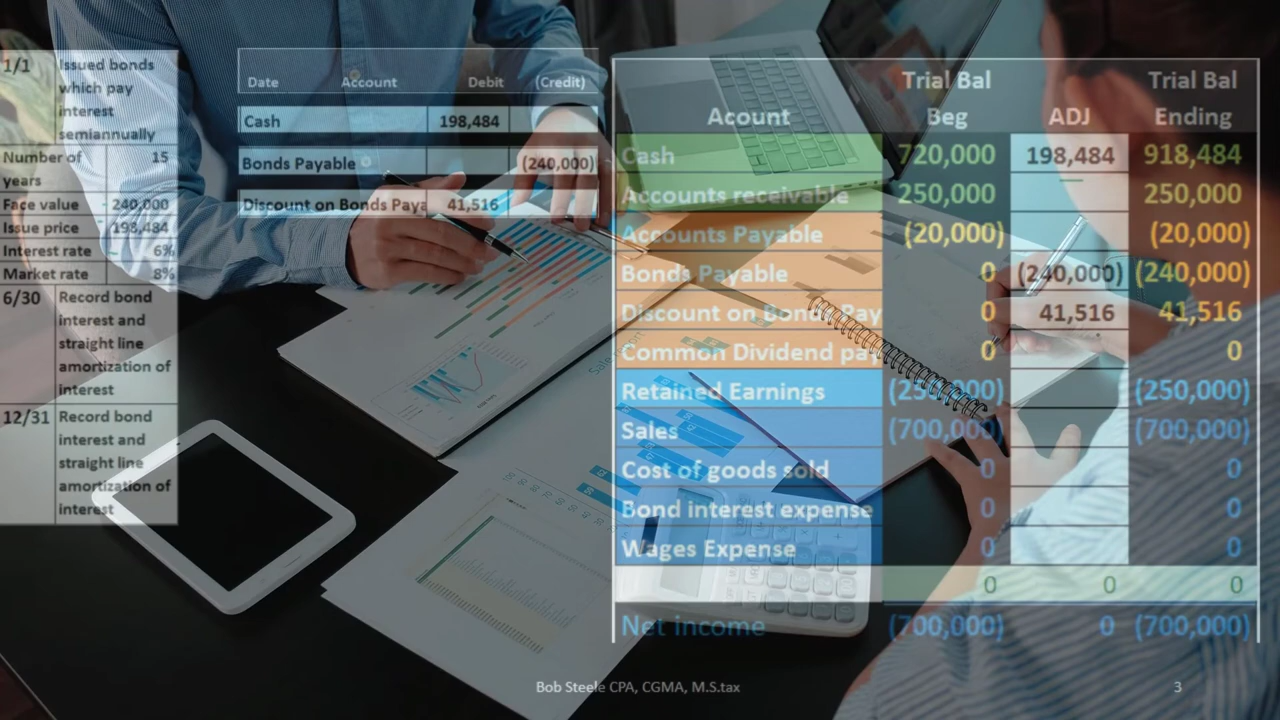 1/1 Issued bonds
which pay
interest
semiannually
Number of 15
years
Face value 240,000
Issue price 198,484
Interest rate 6%
Market rate 8%
6/30 Record bond
interest and
straight line
amortization of
interest
12/31 Record bond
interest and
straight line
amortization of
interest
Date Account Debit (Credit)
Cash 198,484
Bonds Payable (240,000)
Discount on Bonds Paya 41,516
Trial Bal Trial Bal
Acount Beg ADJ Ending
Cash 720,000 198,484 918,484
Accounts receivable 250,000 250,000
Accounts Payable (20,000) (20,000)
Bonds Payable 0 (240,000) (240,000)
Discount on Bonds Pay 0 41,516 41,516
Common Dividend pay 0 0
Retained Earnings (250,000) (250,000)
Sales (700,000) (700,000)
Cost of goods sold 0 0
Bond interest expense 0 0
Wages Expense 0 0
0 0 0
Net income (700,000) 0 (700,000)
Bob Steele CPA, CGMA, M.S.tax 3